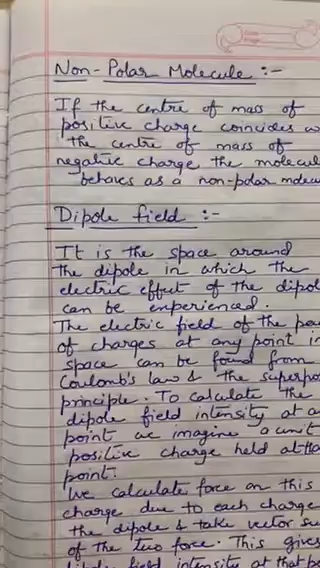 Non-Polar Molecule :-
If the centre of mass of
positive charge coincides
the centre of mass of
negative charge the
behaves as a non-polar
Dipole field :-
It is the space around
the dipole in which the
electric effect of the
can be experienced.
The electric field of the
of charges at any point in
space can be found from
Coulomb's law & the
principle. To calculate the
dipole field intensity at a
point we imagine a unit
positive charge held at
point.
We calculate force on this
charge due to each charge
the dipole & take vector
of the two force. This gives
field intensity at that